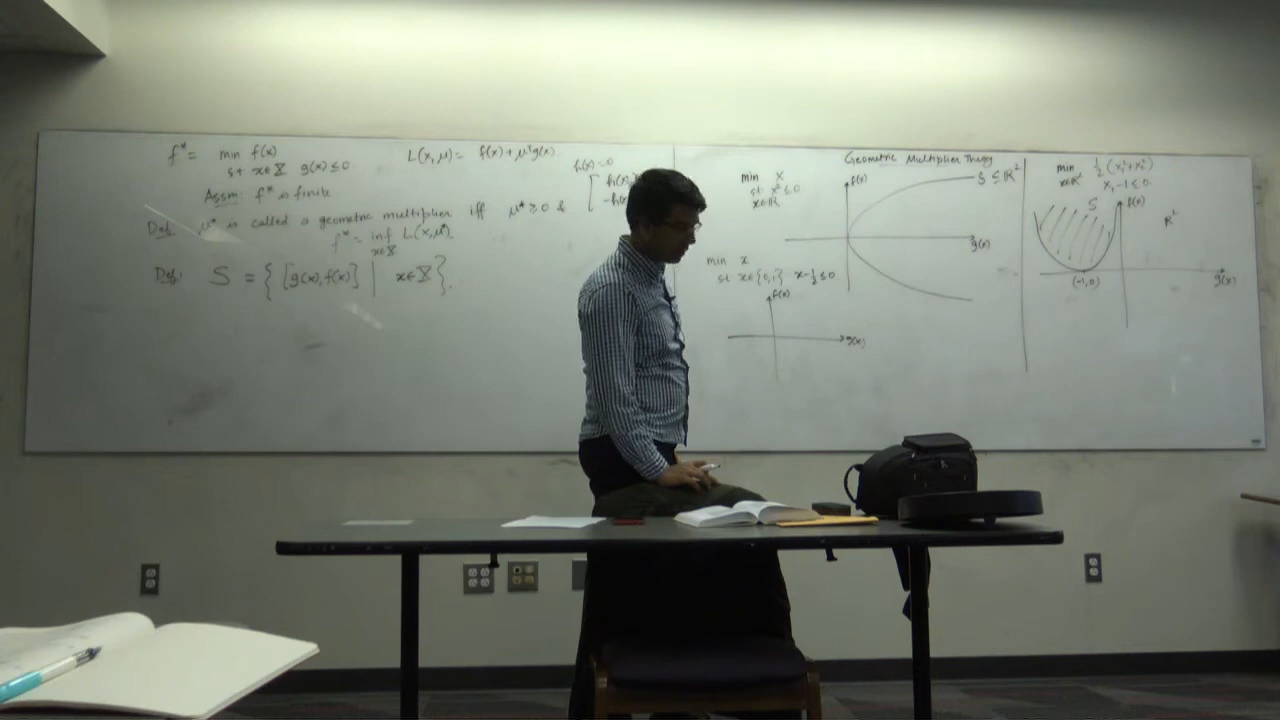 f* = min f(x)
st x∈X g(x) ≤ 0
L(x,μ) = f(x) + μᵀg(x)
h(x) = 0
Assm: f* is finite
Def: μ* is called a geometric multiplier iff μ* ≥ 0 &
f* = inf L(x,μ*)
x∈X
Def: S = { [g(x), f(x)] | x∈X }.
Geometric Multiplier Theory
min x
st x² ≤ 0
x∈ℝ
f(x)
S ⊆ ℝ²
g(x)
min x
st x∈{0,1} x-½ ≤ 0
f(x)
g(x)
min ½(x₁²+x₂²)
x∈ℝ² x₁-1 ≤ 0
S
f(x)
ℝ²
(-1,0)
g(x)